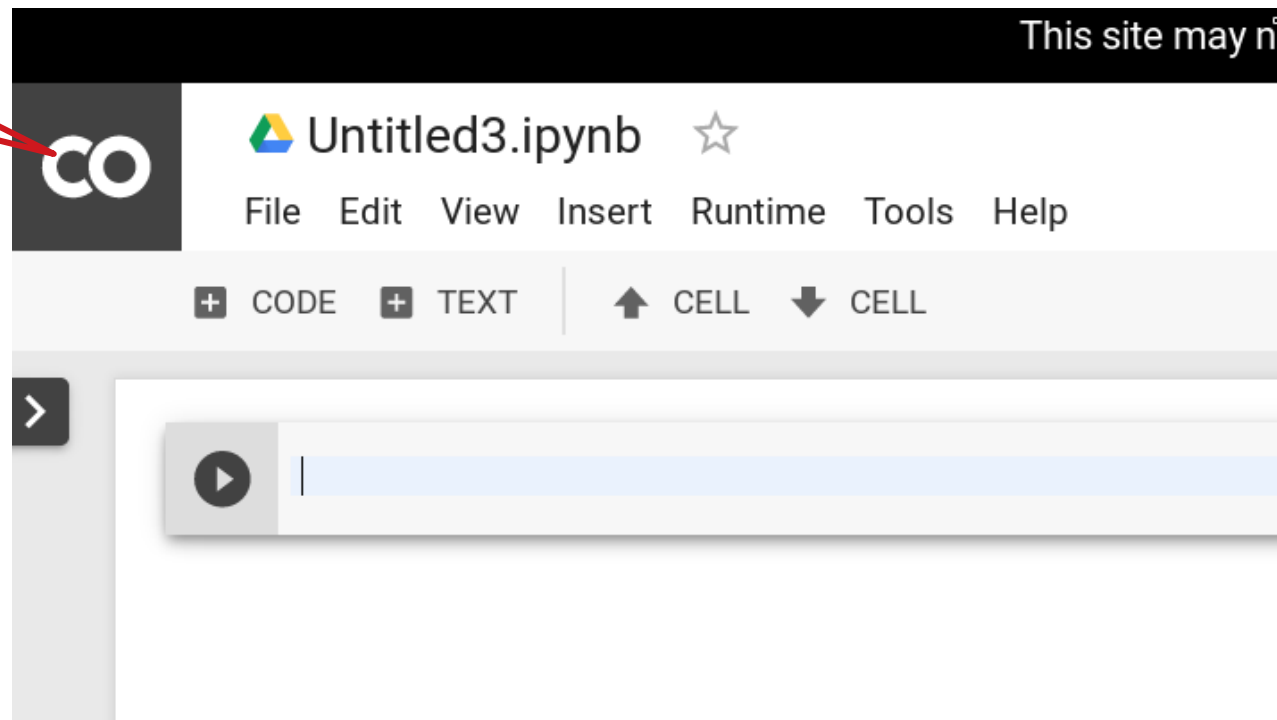 This site may n
CO
Untitled3.ipynb
File Edit View Insert Runtime Tools Help
CODE TEXT CELL CELL